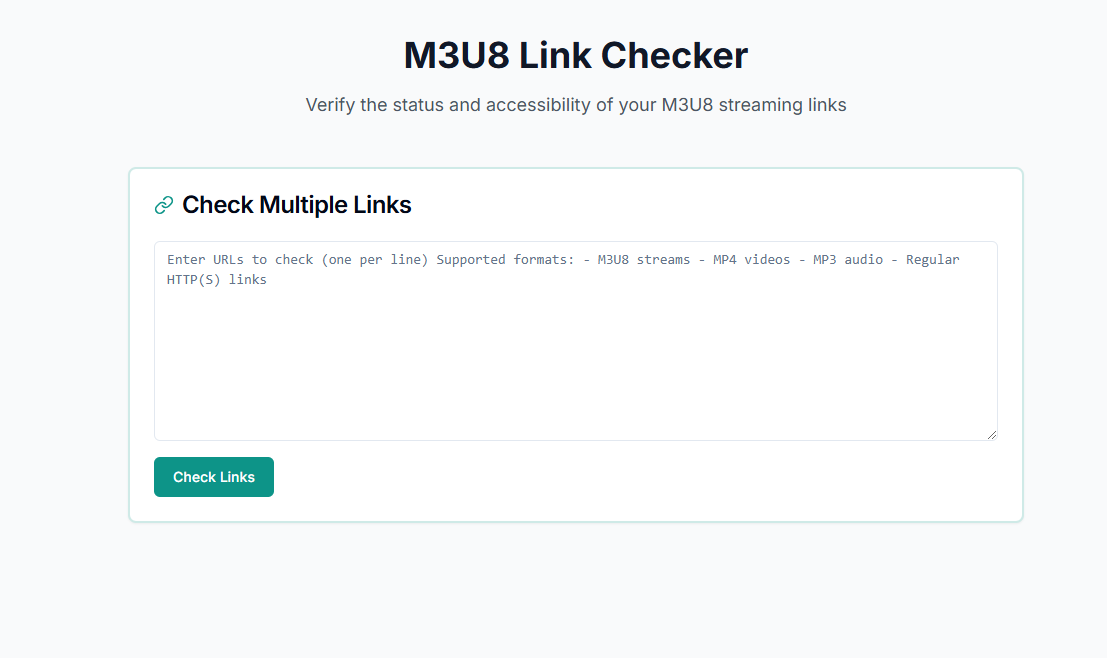 M3U8 Link Checker
Verify the status and accessibility of your M3U8 streaming links
Check Multiple Links
Enter URLs to check (one per line) Supported formats: - M3U8 streams - MP4 videos - MP3 audio - Regular
HTTP(S) links
Check Links